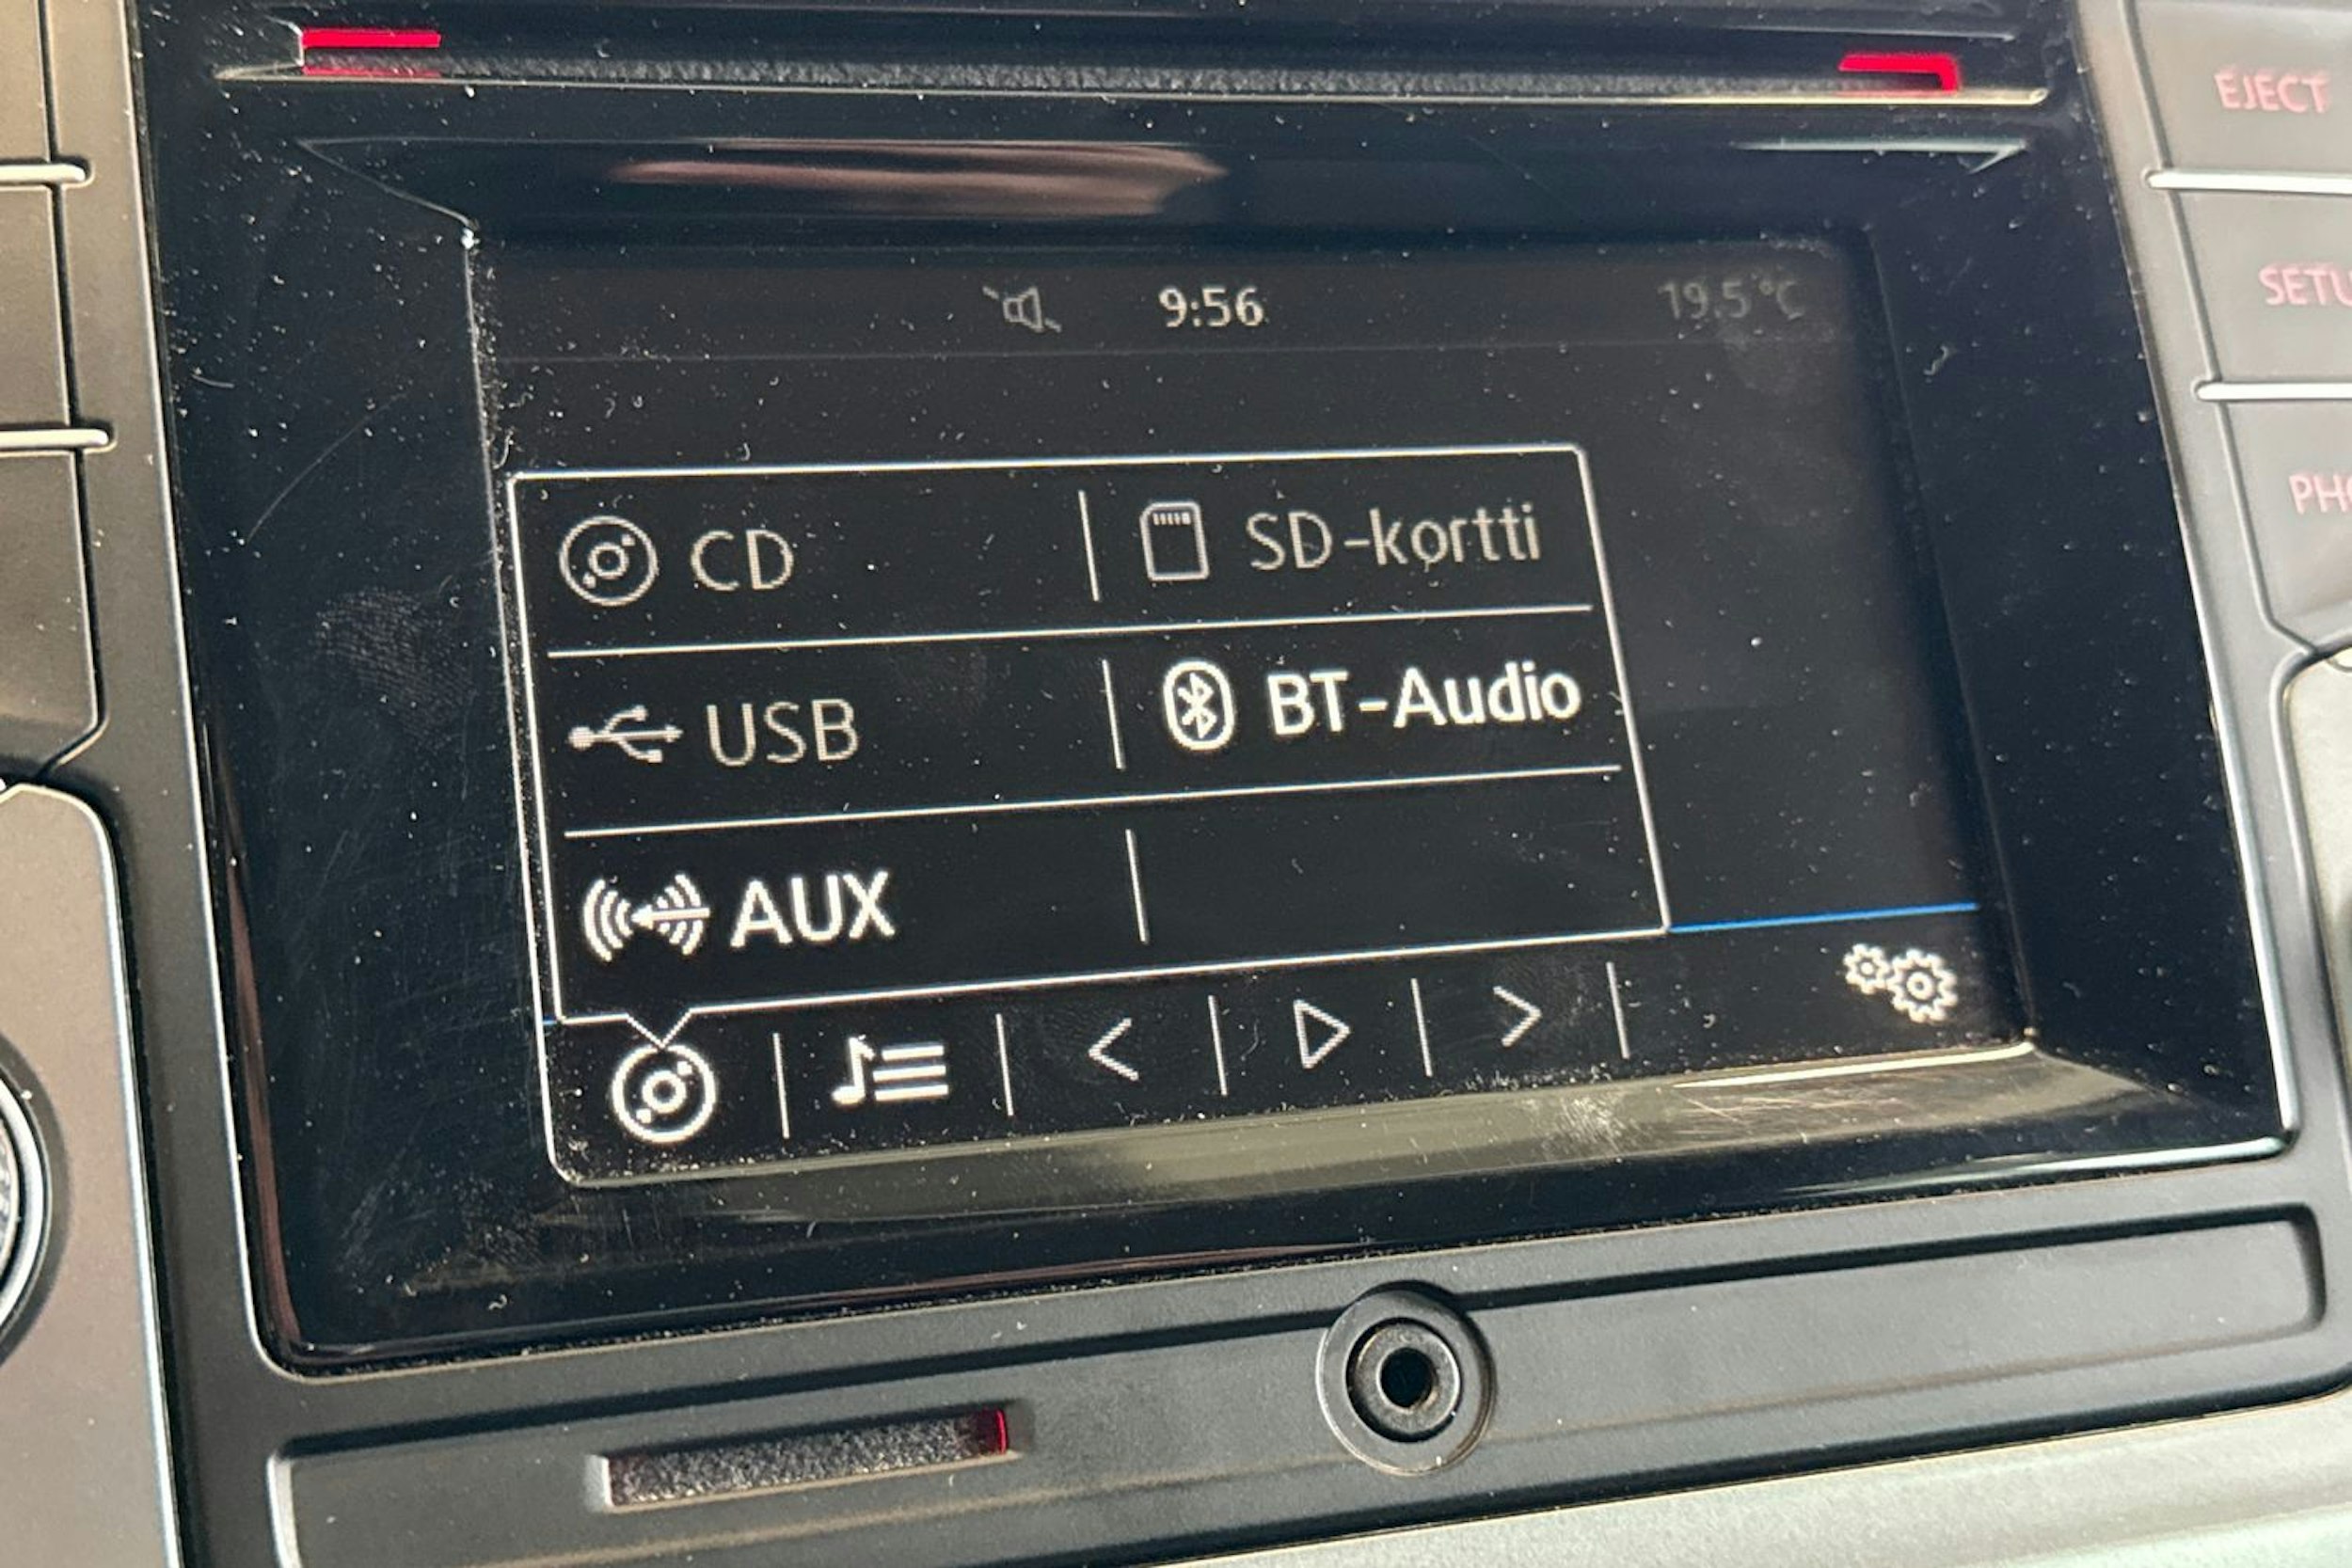 EJECT
9:56 19.5 °C
CD SD-kortti
USB BT-Audio
AUX